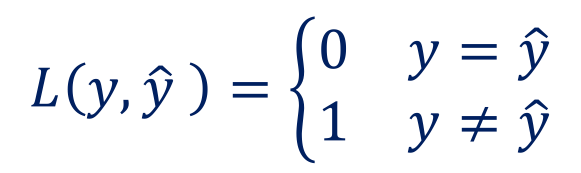 L(y, ŷ ) = {0 y = ŷ
1 y ≠ ŷ